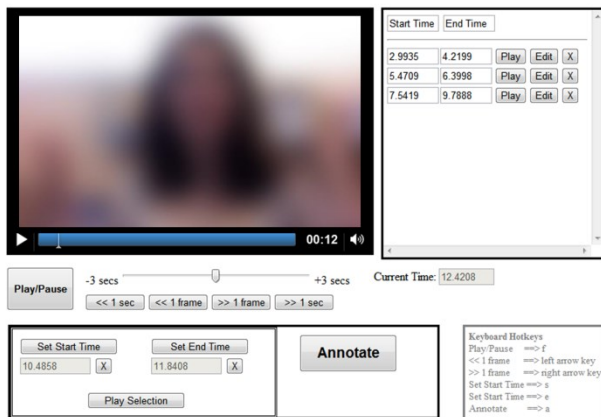 Start Time End Time
2.9935 4.2199 Play Edit X
5.4709 6.3998 Play Edit X
7.5419 9.7888 Play Edit X
00:12
Play/Pause
-3 secs +3 secs
Current Time: 12.4208
<< 1 sec << 1 frame >> 1 frame >> 1 sec
Set Start Time Set End Time
10.4858 X 11.8408 X
Play Selection
Annotate
Keyboard Hotkeys
Play/Pause ==> f
<< 1 frame ==> left arrow key
>> 1 frame ==> right arrow key
Set Start Time ==> s
Set Start Time ==> e
Annotate ==> a